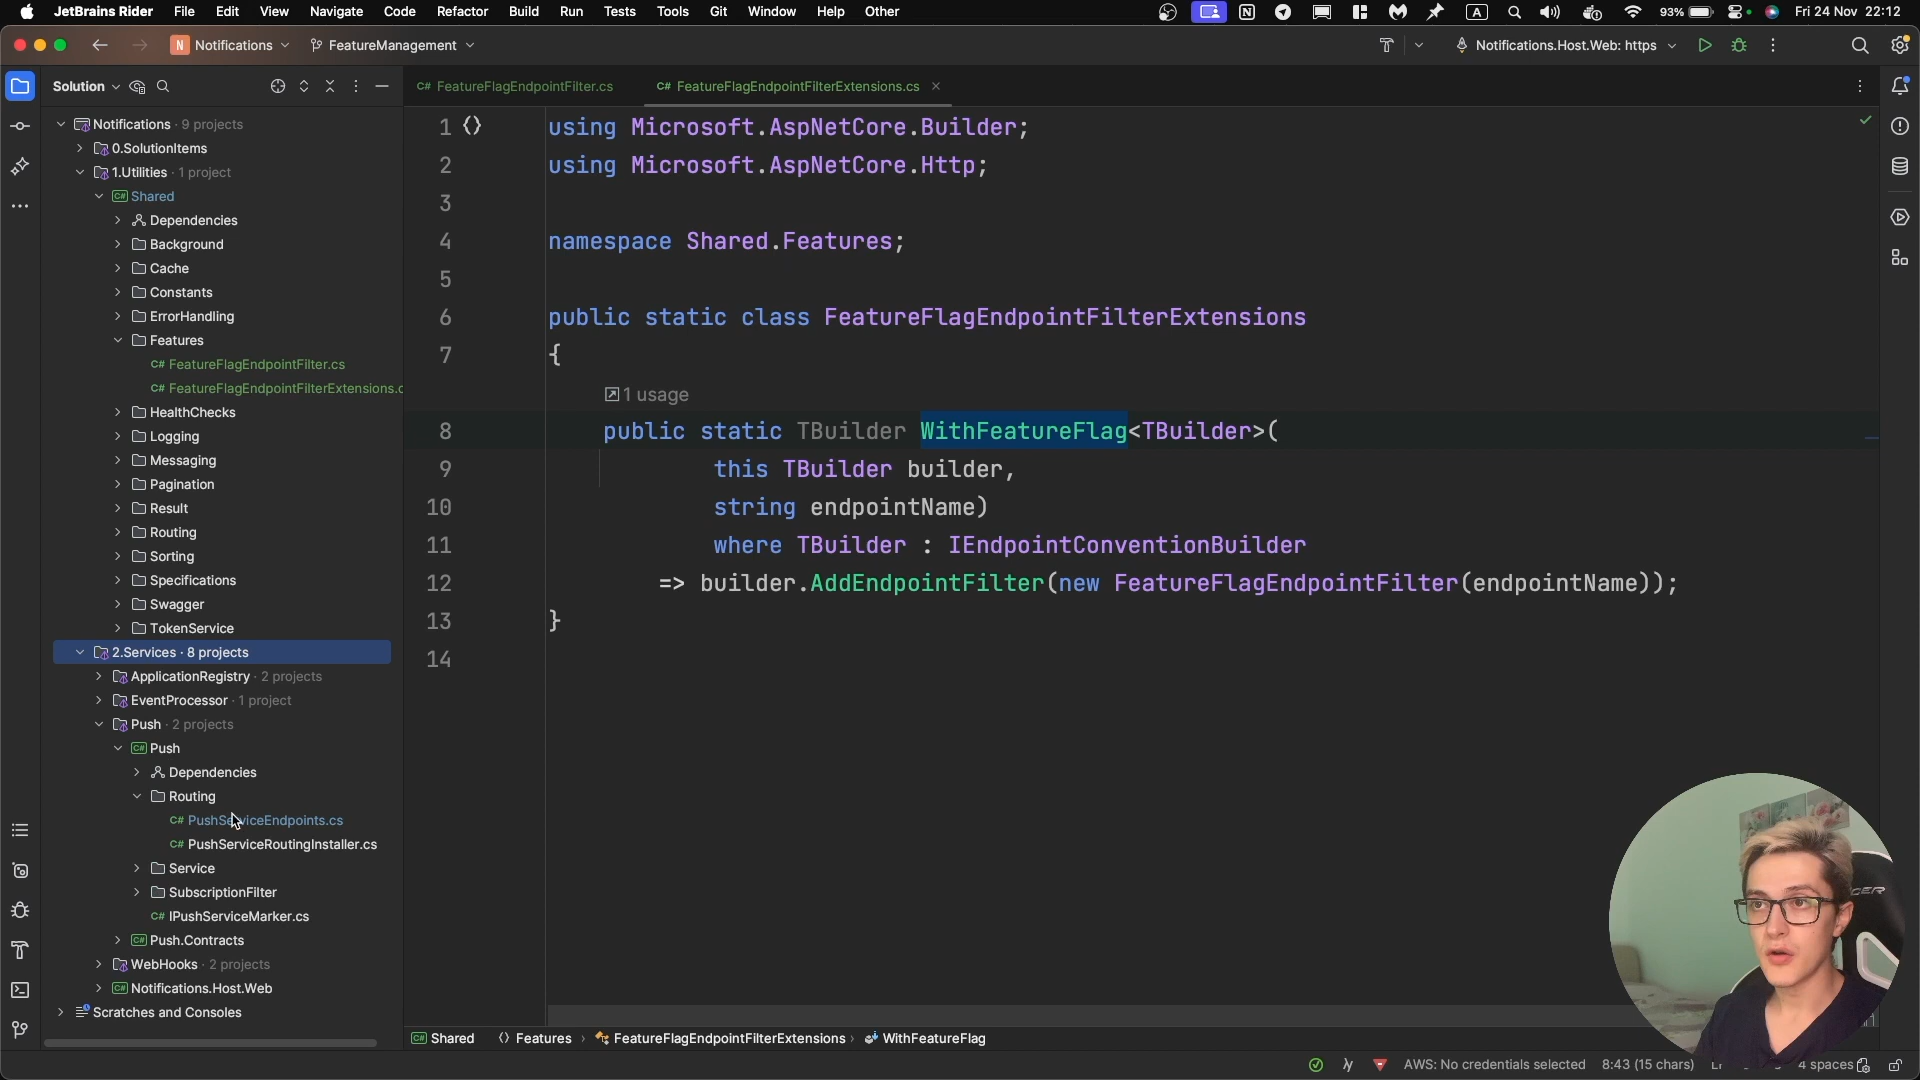 JetBrains Rider File Edit View Navigate Code Refactor Build Run Tests Tools Git Window Help Other
A 93% Fri 24 Nov 22:12
N Notifications FeatureManagement Notifications.Host.Web: https
Solution
C# FeatureFlagEndpointFilter.cs C# FeatureFlagEndpointFilterExtensions.cs
Notifications · 9 projects
0.SolutionItems
1.Utilities · 1 project
C# Shared
Dependencies
Background
Cache
Constants
ErrorHandling
Features
C# FeatureFlagEndpointFilter.cs
C# FeatureFlagEndpointFilterExtensions.c
HealthChecks
Logging
Messaging
Pagination
Result
Routing
Sorting
Specifications
Swagger
TokenService
2.Services · 8 projects
ApplicationRegistry · 2 projects
EventProcessor · 1 project
Push · 2 projects
C# Push
Dependencies
Routing
C# PushServiceEndpoints.cs
C# PushServiceRoutingInstaller.cs
Service
SubscriptionFilter
C# IPushServiceMarker.cs
C# Push.Contracts
WebHooks · 2 projects
C# Notifications.Host.Web
Scratches and Consoles
1 using Microsoft.AspNetCore.Builder;
2 using Microsoft.AspNetCore.Http;
3
4 namespace Shared.Features;
5
6 public static class FeatureFlagEndpointFilterExtensions
7 {
1 usage
8 public static TBuilder WithFeatureFlag<TBuilder>(
9 this TBuilder builder,
10 string endpointName)
11 where TBuilder : IEndpointConventionBuilder
12 => builder.AddEndpointFilter(new FeatureFlagEndpointFilter(endpointName));
13 }
14
C# Shared Features FeatureFlagEndpointFilterExtensions WithFeatureFlag
AWS: No credentials selected 8:43 (15 chars) 4 spaces